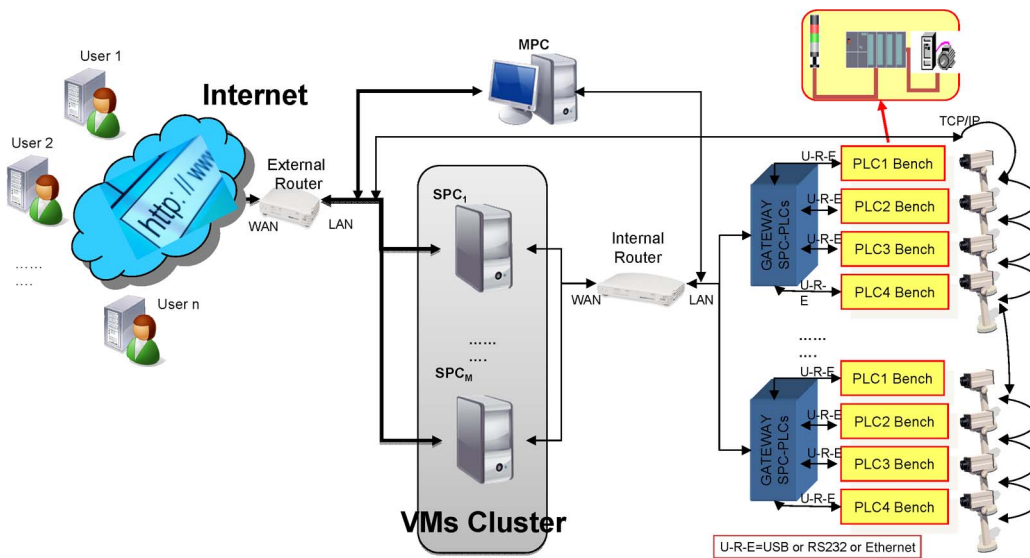 MPC
User 1
Internet
User 2
http: // www
External
Router
WAN
LAN
......
....
User n
SPC1
......
....
SPCM
VMs Cluster
Internal
Router
WAN
LAN
TCP/IP
GATEWAY
SPC-PLCs
U-R-E
PLC1 Bench
U-R-E
PLC2 Bench
U-R-E
PLC3 Bench
U-R-
E
PLC4 Bench
......
....
GATEWAY
SPC-PLCs
U-R-E
PLC1 Bench
U-R-E
PLC2 Bench
U-R-E
PLC3 Bench
U-R-E
PLC4 Bench
U-R-E=USB or RS232 or Ethernet